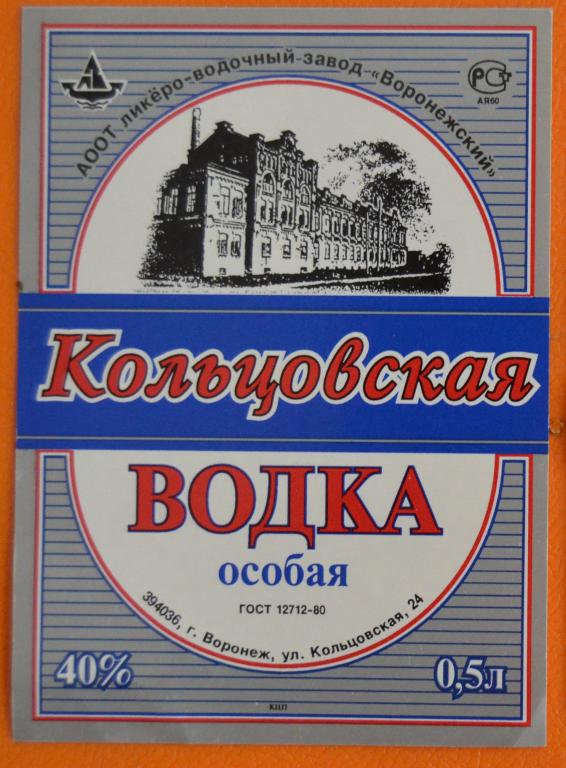 АООТ ликёро-водочный-завод-«Воронежский»
РСТ
АЯ60
Кольцовская
ВОДКА
особая
ГОСТ 12712-80
394036, г. Воронеж, ул. Кольцовская, 24
40%
0,5л
КЦП